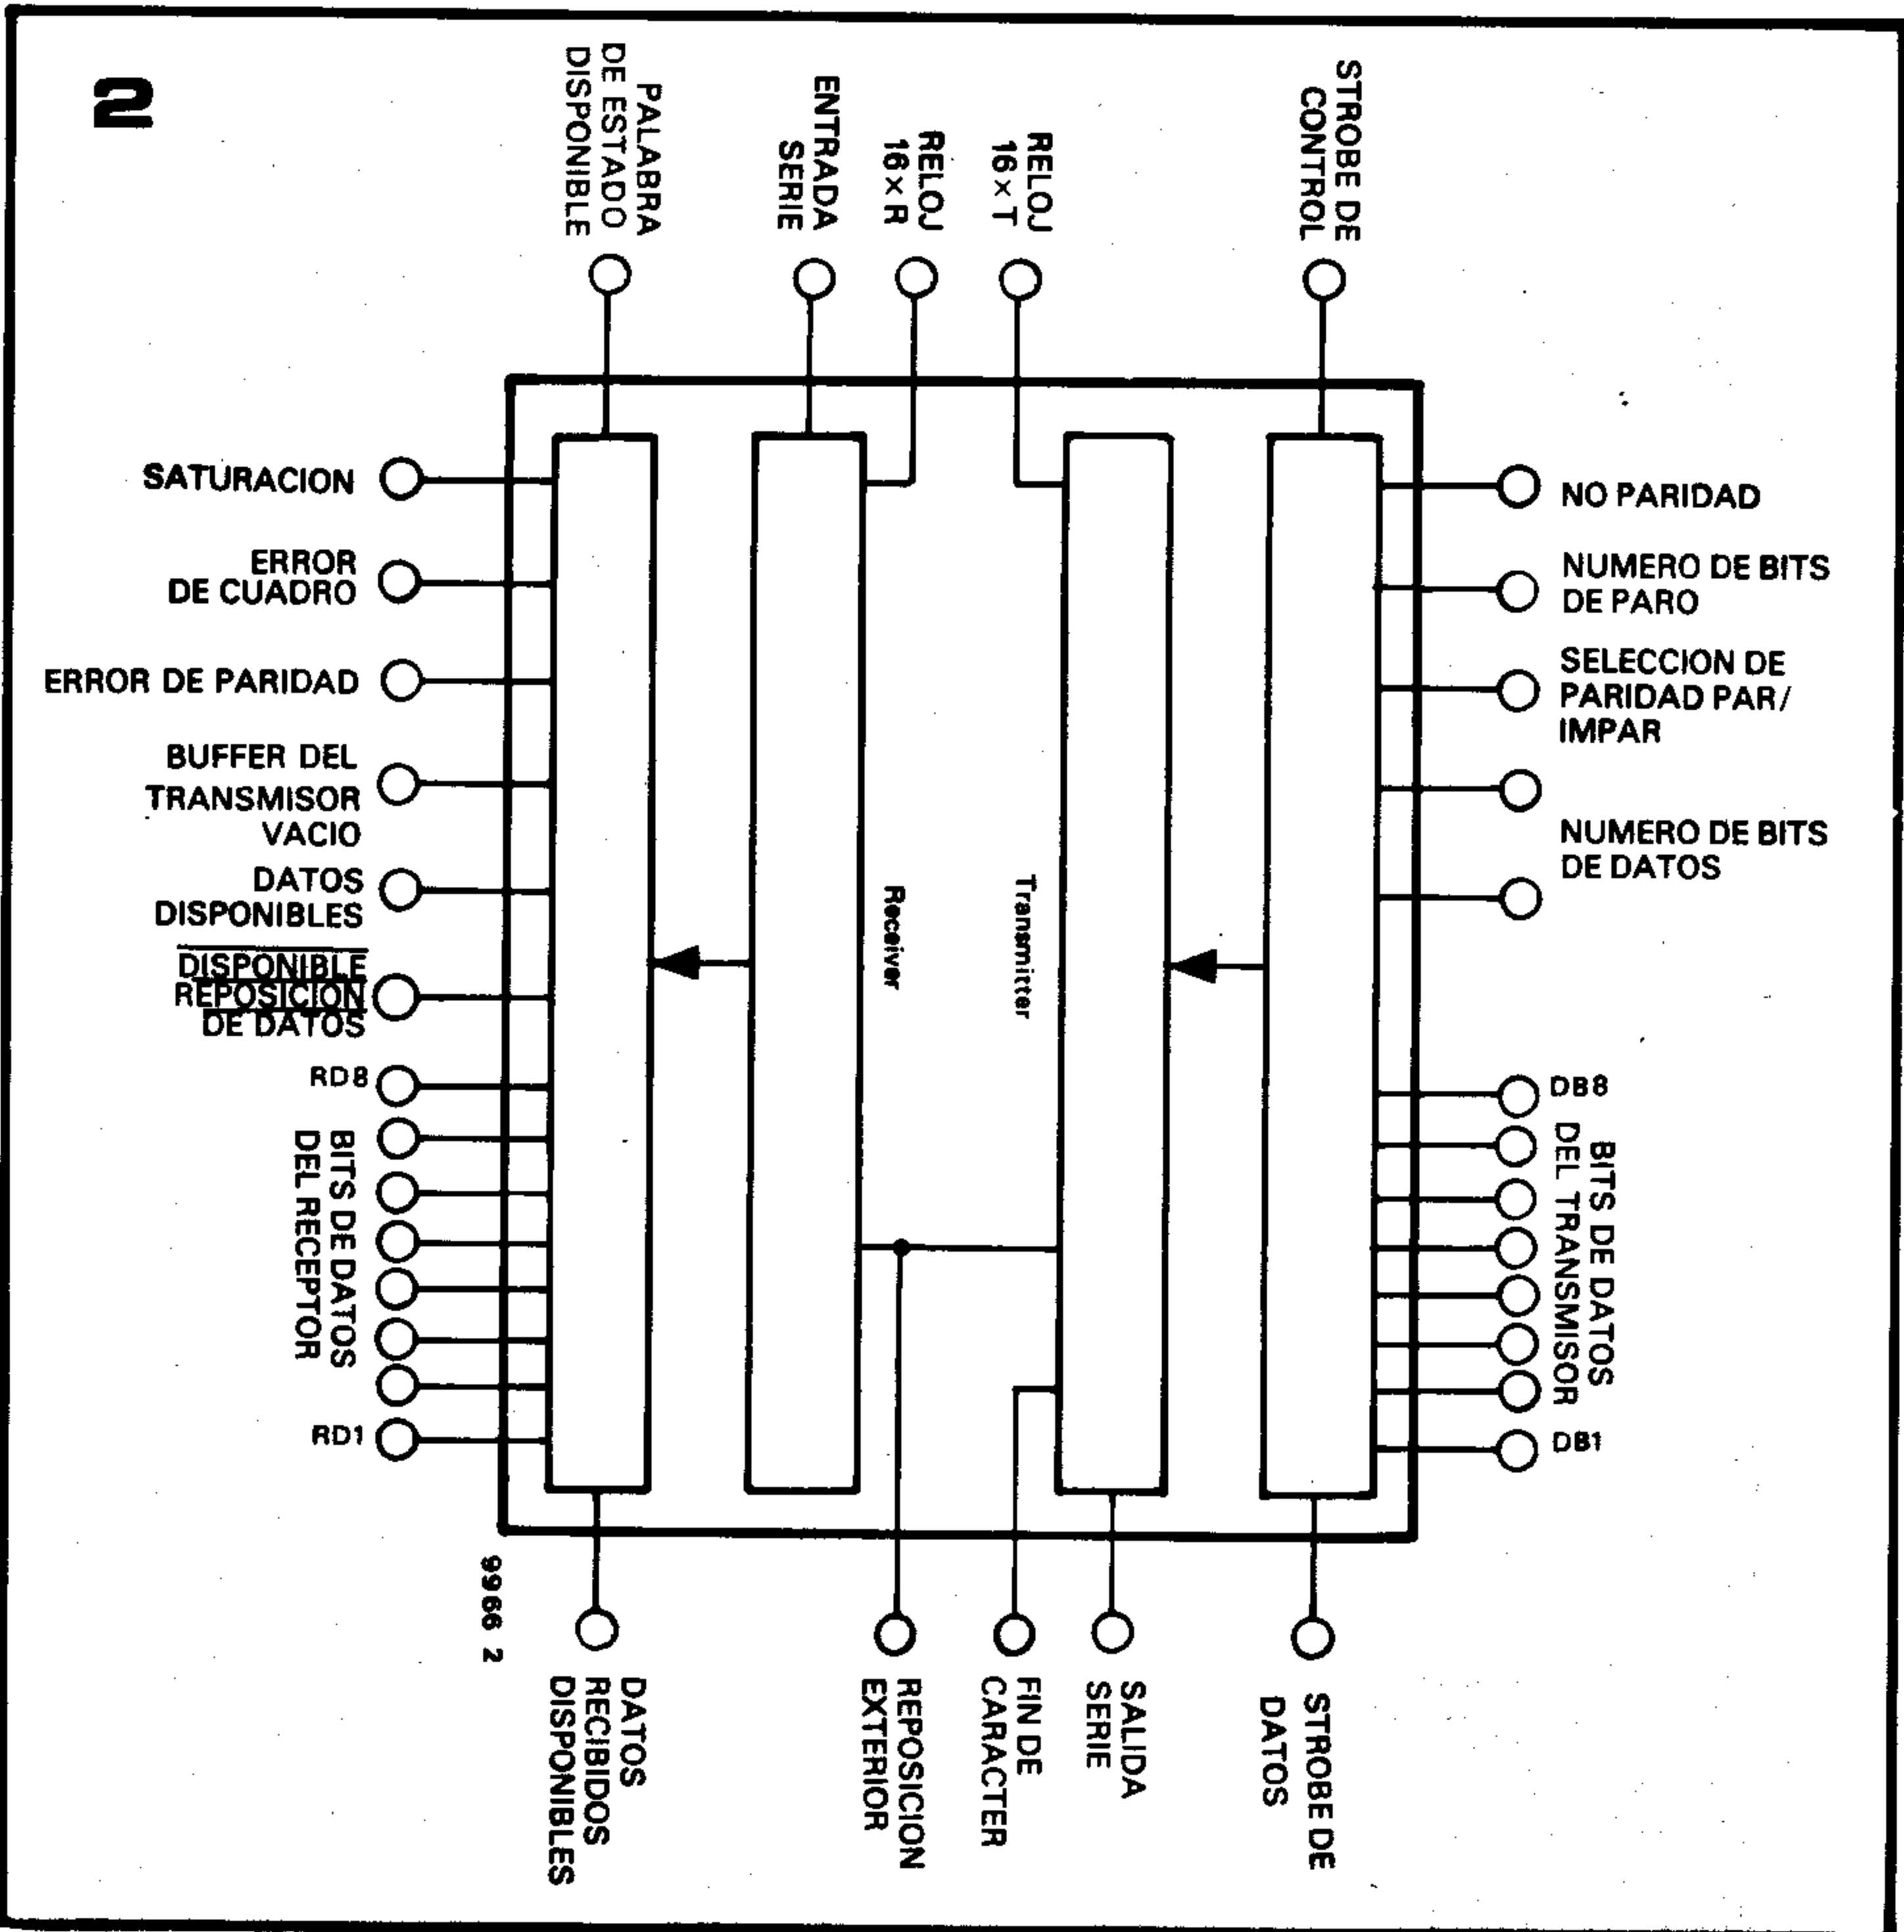 2
PALABRA
DE ESTADO
DISPONIBLE
ENTRADA
SERIE
RELOJ
16×R
RELOJ
16×T
STROBE DE
CONTROL
SATURACION
ERROR
DE CUADRO
ERROR DE PARIDAD
BUFFER DEL
TRANSMISOR
VACIO
DATOS
DISPONIBLES
DISPONIBLE
REPOSICION
DE DATOS
RD8
BITS DE DATOS
DEL RECEPTOR
RD1
Receiver
Transmitter
NO PARIDAD
NUMERO DE BITS
DE PARO
SELECCION DE
PARIDAD PAR/
IMPAR
NUMERO DE BITS
DE DATOS
DB8
BITS DE DATOS
DEL TRANSMISOR
DB1
9966 2
DATOS
RECIBIDOS
DISPONIBLES
REPOSICION
EXTERIOR
FIN DE
CARACTER
SALIDA
SERIE
STROBE DE
DATOS